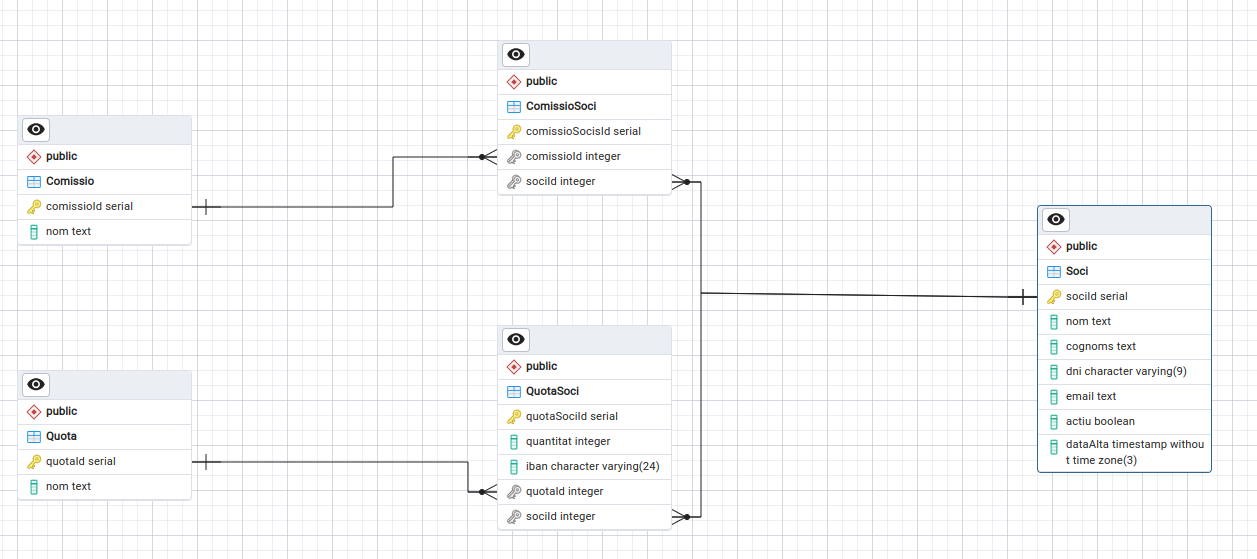 public
Comissio
comissioId serial
nom text
public
ComissioSoci
comissioSocisId serial
comissioId integer
sociId integer
public
Quota
quotaId serial
nom text
public
QuotaSoci
quotaSociId serial
quantitat integer
iban character varying(24)
quotaId integer
sociId integer
public
Soci
sociId serial
nom text
cognoms text
dni character varying(9)
email text
actiu boolean
dataAlta timestamp withou
t time zone(3)